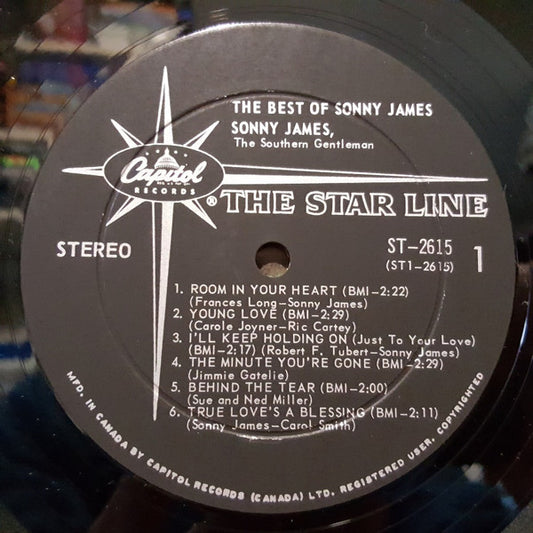 THE BEST OF SONNY JAMES
SONNY JAMES,
The Southern Gentleman
Capitol
RECORDS
® THE STAR LINE
STEREO
ST-2615
(ST1-2615)
1
1. ROOM IN YOUR HEART (BMI-2:22)
(Frances Long-Sonny James)
2. YOUNG LOVE (BMI-2:29)
(Carole Joyner-Ric Cartey)
3. I'LL KEEP HOLDING ON (Just To Your Love)
(BMI-2:17) (Robert F. Tubert-Sonny James)
4. THE MINUTE YOU'RE GONE (BMI-2:29)
(Jimmie Gatelie)
5. BEHIND THE TEAR (BMI-2:00)
(Sue and Ned Miller)
6. TRUE LOVE'S A BLESSING (BMI-2:11)
(Sonny James-Carol Smith)
MFD. IN CANADA BY CAPITOL RECORDS (CANADA) LTD. REGISTERED USER. COPYRIGHTED